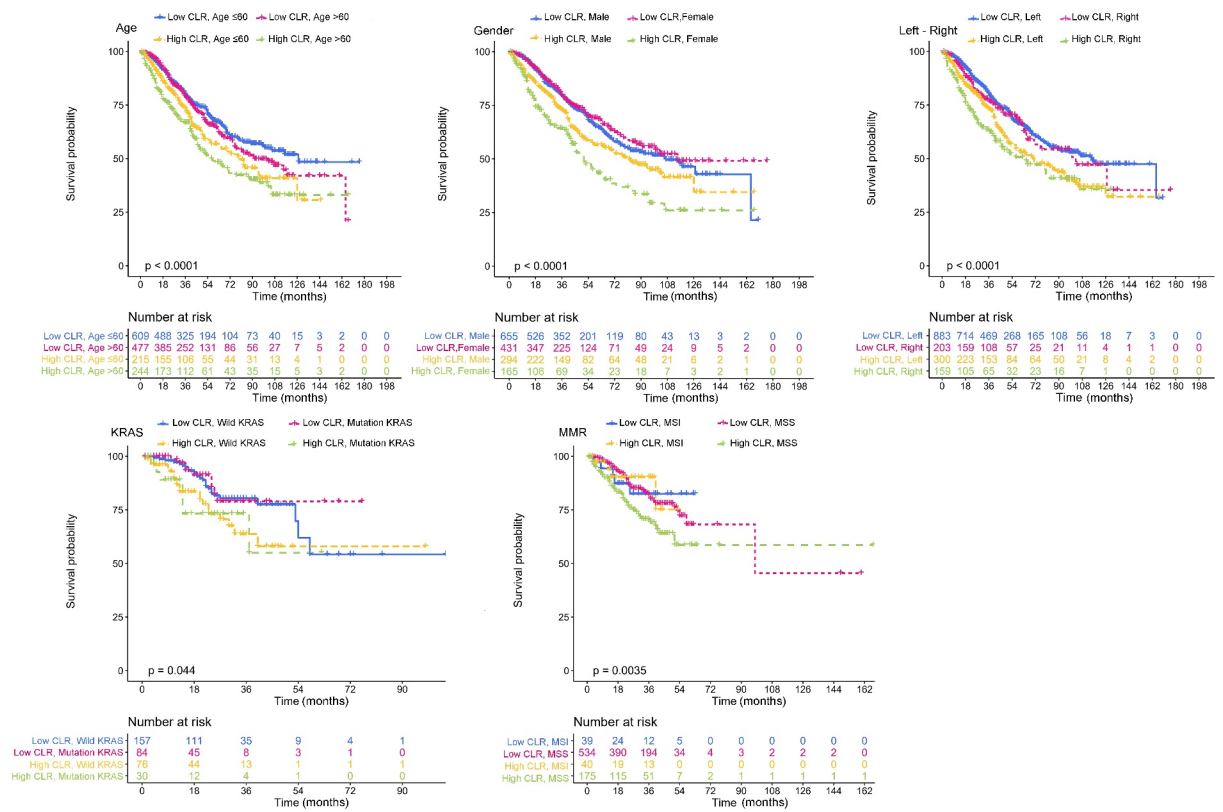 Age
Low CLR, Age ≤60 Low CLR, Age >60
High CLR, Age ≤60 High CLR, Age >60
Survival probability
100
75
50
25
0
p < 0.0001
0 18 36 54 72 90 108 126 144 162 180 198
Time (months)
Number at risk
Low CLR, Age ≤60 609 488 325 194 104 73 40 15 3 2 0 0
Low CLR, Age >60 477 385 252 131 86 56 27 7 5 2 0 0
High CLR, Age ≤60 215 155 106 55 44 31 13 4 1 0 0 0
High CLR, Age >60 244 173 112 61 43 35 15 5 3 2 0 0
0 18 36 54 72 90 108 126 144 162 180 198
Time (months)
Gender
Low CLR, Male Low CLR,Female
High CLR, Male High CLR, Female
Survival probability
100
75
50
25
0
p < 0.0001
0 18 36 54 72 90 108 126 144 162 180 198
Time (months)
Number at risk
Low CLR, Male 655 526 352 201 119 80 43 13 3 2 0 0
Low CLR,Female 431 347 225 124 71 49 24 9 5 2 0 0
High CLR, Male 294 222 149 82 64 48 21 6 2 1 0 0
High CLR, Female 165 106 69 34 23 18 7 3 2 1 0 0
0 18 36 54 72 90 108 126 144 162 180 198
Time (months)
Left - Right
Low CLR, Left Low CLR, Right
High CLR, Left High CLR, Right
Survival probability
100
75
50
25
0
p < 0.0001
0 18 36 54 72 90 108 126 144 162 180 198
Time (months)
Number at risk
Low CLR, Left 883 714 469 268 165 108 56 18 7 3 0 0
Low CLR, Right 203 159 108 57 25 21 11 4 1 1 0 0
High CLR, Left 300 223 153 84 64 50 21 8 4 2 0 0
High CLR, Right 159 105 65 32 23 16 7 1 0 0 0 0
0 18 36 54 72 90 108 126 144 162 180 198
Time (months)
KRAS
Low CLR, Wild KRAS Low CLR, Mutation KRAS
High CLR, Wild KRAS High CLR, Mutation KRAS
Survival probability
100
75
50
25
0
p = 0.044
0 18 36 54 72 90
Time (months)
Number at risk
Low CLR, Wild KRAS 157 111 35 9 4 1
Low CLR, Mutation KRAS 84 45 8 3 1 0
High CLR, Wild KRAS 76 44 13 1 1 1
High CLR, Mutation KRAS 30 12 4 1 0 0
0 18 36 54 72 90
Time (months)
MMR
Low CLR, MSI Low CLR, MSS
High CLR, MSI High CLR, MSS
Survival probability
100
75
50
25
0
p = 0.0035
0 18 36 54 72 90 108 126 144 162
Time (months)
Number at risk
Low CLR, MSI 39 24 12 5 0 0 0 0 0 0
Low CLR, MSS 534 390 194 34 4 3 2 2 2 0
High CLR, MSI 40 19 13 0 0 0 0 0 0 0
High CLR, MSS 175 115 51 7 2 1 1 1 1 1
0 18 36 54 72 90 108 126 144 162
Time (months)